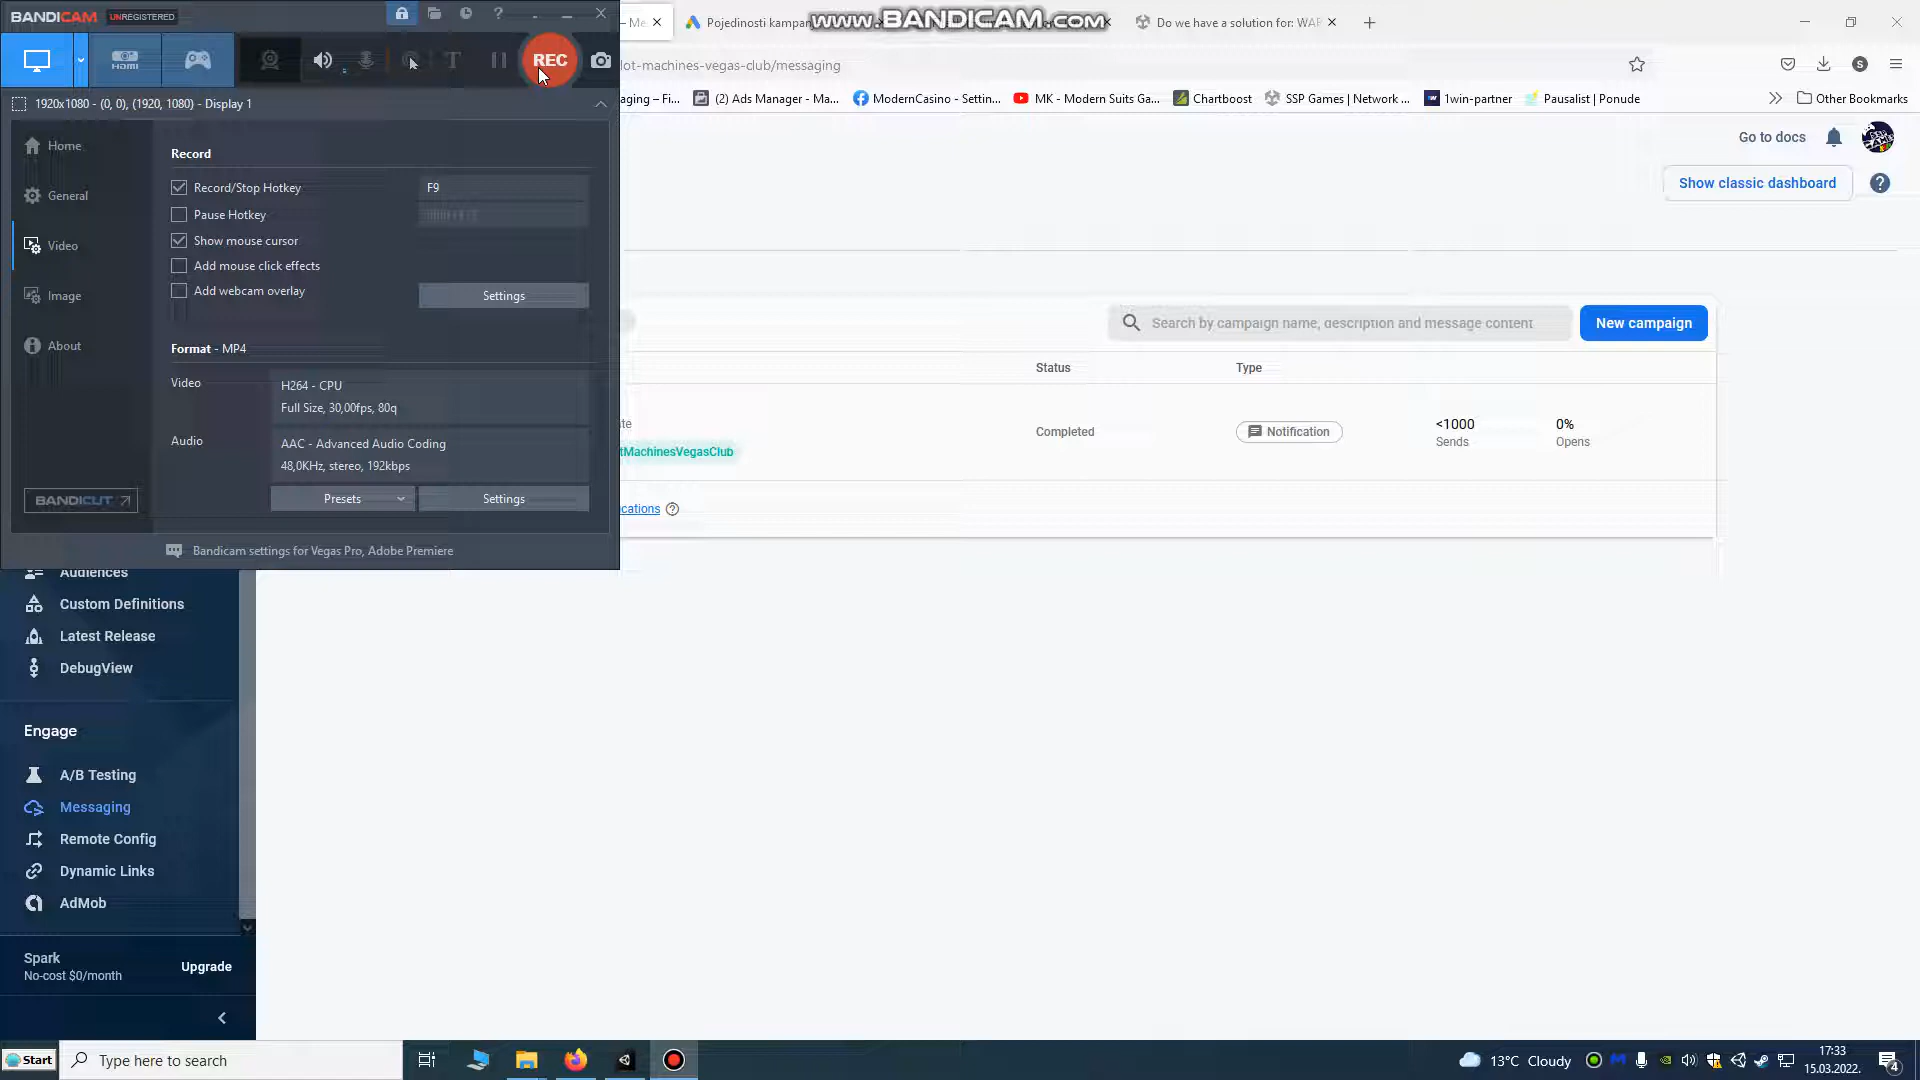 BANDICAM UNREGISTERED
Pojedinosti kampan
www.BANDICAM.COM
Do we have a solution for: WAR
HDMI
T
REC
lot-machines-vegas-club/messaging
1920x1080 - (0, 0), (1920, 1080) - Display 1
aging – Fi...
(2) Ads Manager - Ma...
ModernCasino - Settin...
MK - Modern Suits Ga...
Chartboost
SSP Games | Network ...
1win-partner
Pausalist | Ponude
Other Bookmarks
Home
General
Video
Image
About
BANDICUT
Record
Record/Stop Hotkey
F9
Pause Hotkey
Show mouse cursor
Add mouse click effects
Add webcam overlay
Settings
Format - MP4
Video
H264 - CPU
Full Size, 30,00fps, 80q
Audio
AAC - Advanced Audio Coding
48,0KHz, stereo, 192kbps
Presets
Settings
Bandicam settings for Vegas Pro, Adobe Premiere
Go to docs
Show classic dashboard
Search by campaign name, description and message content
New campaign
Status
Type
te
tMachinesVegasClub
Completed
Notification
<1000
Sends
0%
Opens
cations
Audiences
Custom Definitions
Latest Release
DebugView
Engage
A/B Testing
Messaging
Remote Config
Dynamic Links
AdMob
Spark
No-cost $0/month
Upgrade
Start
Type here to search
13°C Cloudy
17:33
15.03.2022.
4